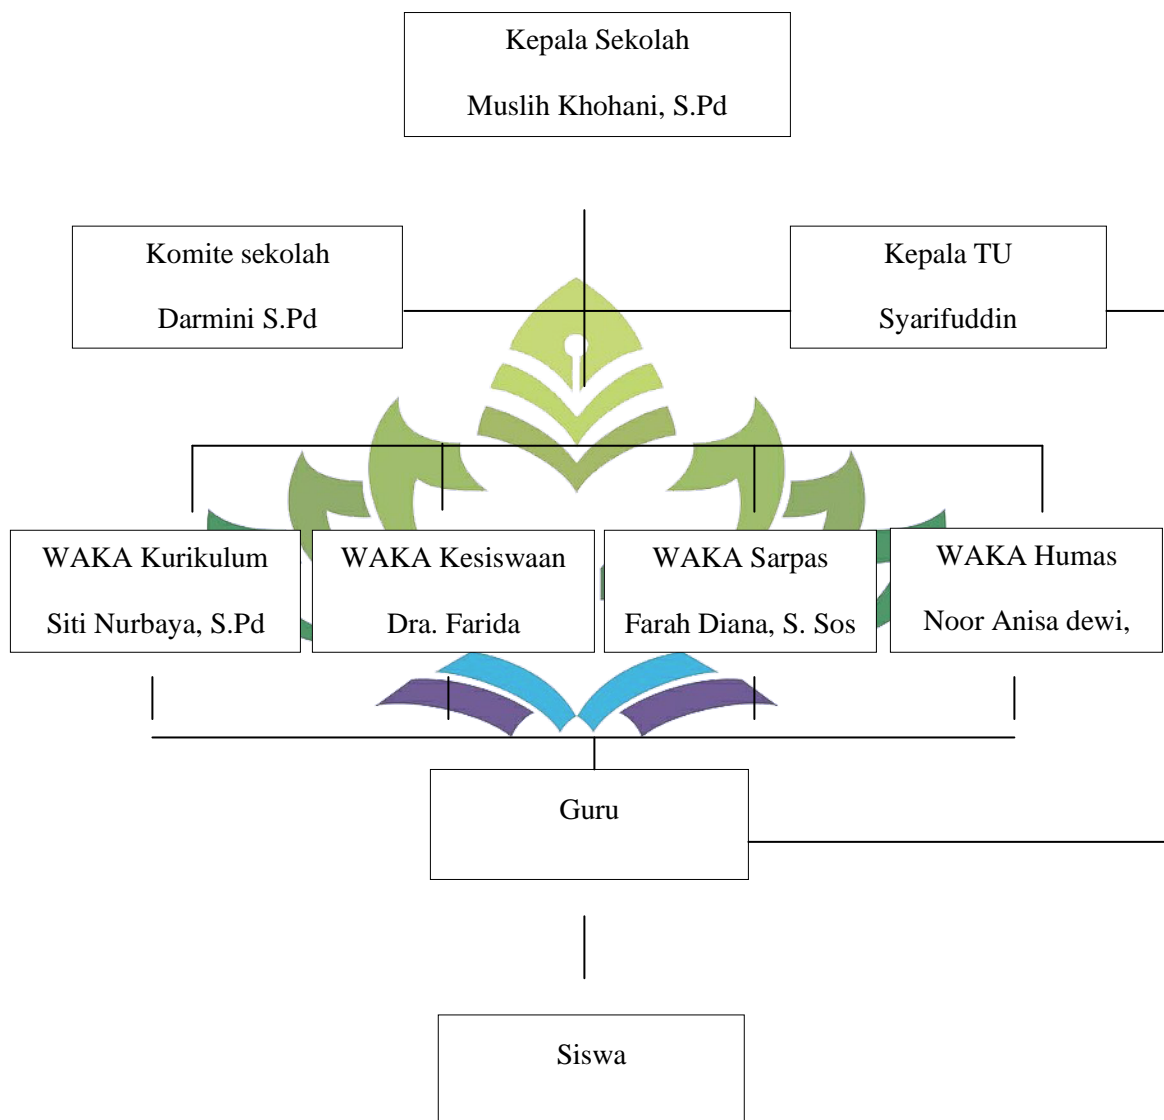 Kepala Sekolah
Muslih Khohani, S.Pd
Komite sekolah
Darmini S.Pd
Kepala TU
Syarifuddin
WAKA Kurikulum
Siti Nurbaya, S.Pd
WAKA Kesiswaan
Dra. Farida
WAKA Sarpas
Farah Diana, S. Sos
WAKA Humas
Noor Anisa dewi,
Guru
Siswa